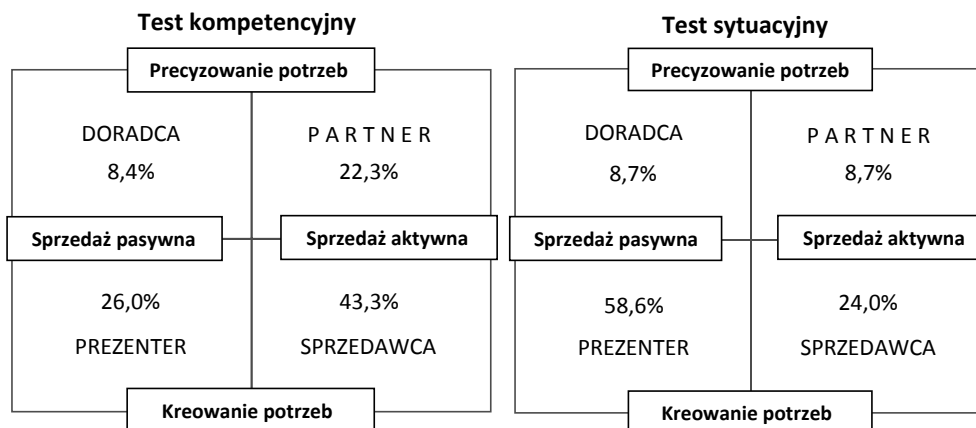 Test kompetencyjny
Precyzowanie potrzeb
DORADCA
P A R T N E R
8,4%
22,3%
Sprzedaż pasywna
Sprzedaż aktywna
26,0%
43,3%
PREZENTER
SPRZEDAWCA
Kreowanie potrzeb
Test sytuacyjny
Precyzowanie potrzeb
DORADCA
P A R T N E R
8,7%
8,7%
Sprzedaż pasywna
Sprzedaż aktywna
58,6%
24,0%
PREZENTER
SPRZEDAWCA
Kreowanie potrzeb